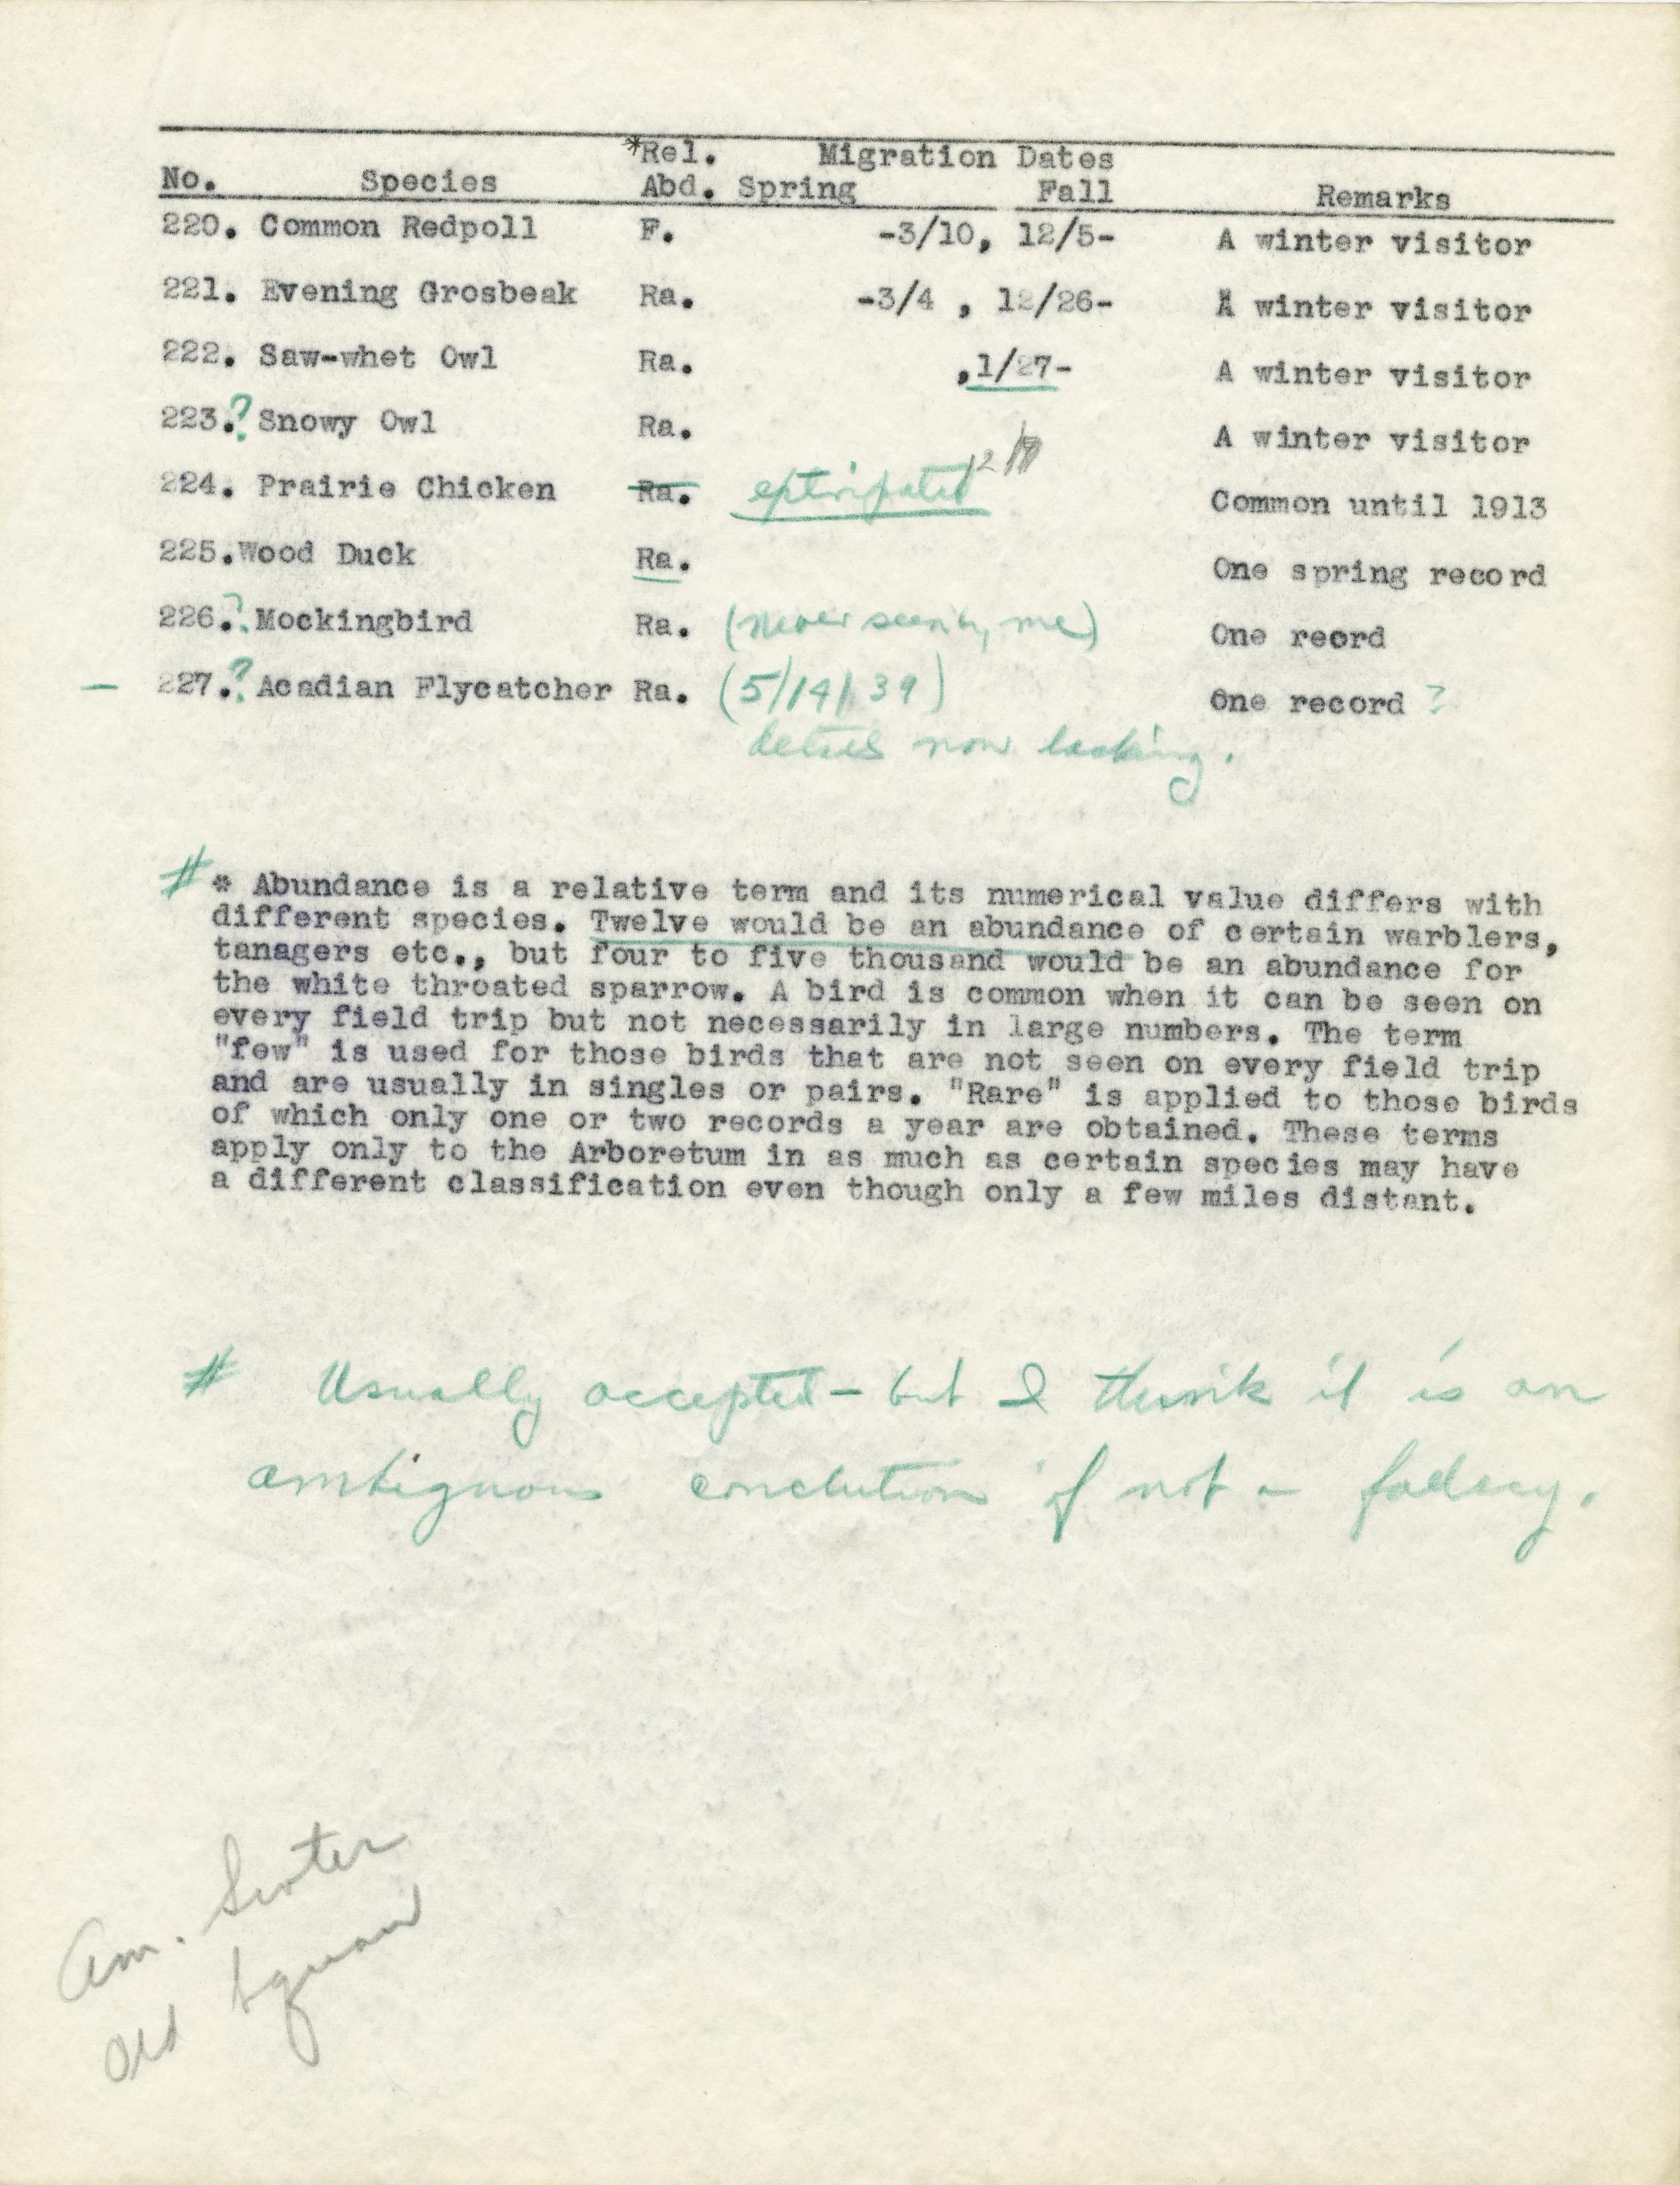 *Rel. Migration Dates
No. Species Abd. Spring Fall Remarks
220. Common Redpoll F. -3/10, 12/5- A winter visitor
221. Evening Grosbeak Ra. -3/4 , 12/26- A winter visitor
222. Saw-whet Owl Ra. ,1/27- A winter visitor
223.? Snowy Owl Ra. A winter visitor
224. Prairie Chicken Ra. extirpated Common until 1913
225.Wood Duck Ra. One spring record
226.? Mockingbird Ra. (never seen by me) One reord
- 227.? Acadian Flycatcher Ra. (5/14/39) One record ?
details now lacking.
# * Abundance is a relative term and its numerical value differs with
different species. Twelve would be an abundance of certain warblers,
tanagers etc., but four to five thousand would be an abundance for
the white throated sparrow. A bird is common when it can be seen on
every field trip but not necessarily in large numbers. The term
"few" is used for those birds that are not seen on every field trip
and are usually in singles or pairs. "Rare" is applied to those birds
of which only one or two records a year are obtained. These terms
apply only to the Arboretum in as much as certain species may have
a different classification even though only a few miles distant.
# Usually accepted - but I think it is an
ambiguous conclution if not a fallacy.
Am. Scoter
Old Squaw